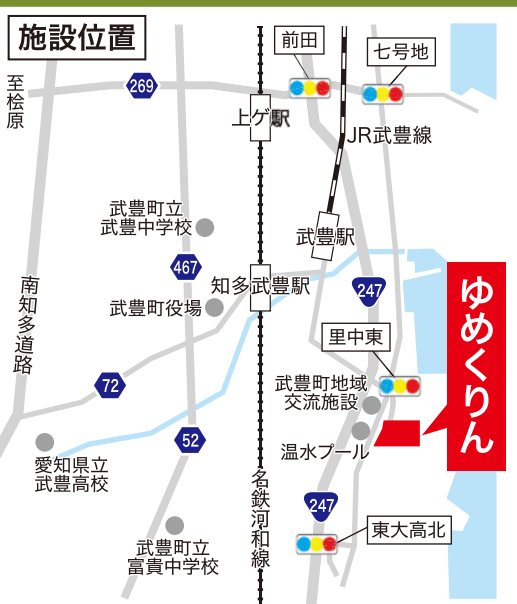 施設位置
前田
七号地
至桧原
269
上ゲ駅
JR武豊線
武豊町立
武豊中学校
武豊駅
467
知多武豊駅
247
南知多道路
武豊町役場
里中東
ゆめくりん
72
武豊町地域
交流施設
52
温水プール
愛知県立
武豊高校
名鉄河和線
247
東大高北
武豊町立
富貴中学校